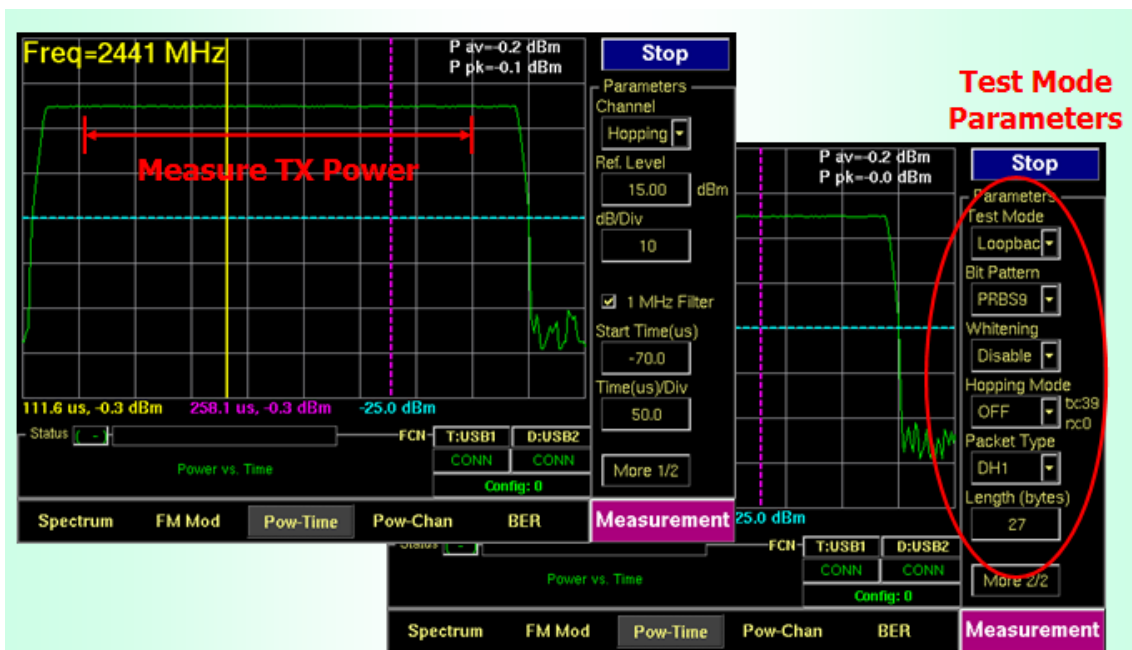 Freq=2441 MHz
P av=-0.2 dBm
P pk=-0.1 dBm
Measure TX Power
111.6 us, -0.3 dBm 258.1 us, -0.3 dBm -25.0 dBm
Status ( - )
FCN T:USB1 D:USB2
CONN CONN
Power vs. Time
Config: 0
Spectrum FM Mod Pow-Time Pow-Chan BER Measurement
Stop
Parameters
Channel
Hopping
Ref. Level
15.00 dBm
dB/Div
10
1 MHz Filter
Start Time(us)
-70.0
Time(us)/Div
50.0
More 1/2
Test Mode
Parameters
P av=-0.2 dBm
P pk=-0.0 dBm
Stop
Parameters
Test Mode
Loopbac
Bit Pattern
PRBS9
Whitening
Disable
Hopping Mode
OFF
Packet Type
DH1
Length (bytes)
27
More 2/2
25.0 dBm
Status ( - )
FCN T:USB1 D:USB2
CONN CONN
Power vs. Time
Config: 0
Spectrum FM Mod Pow-Time Pow-Chan BER Measurement